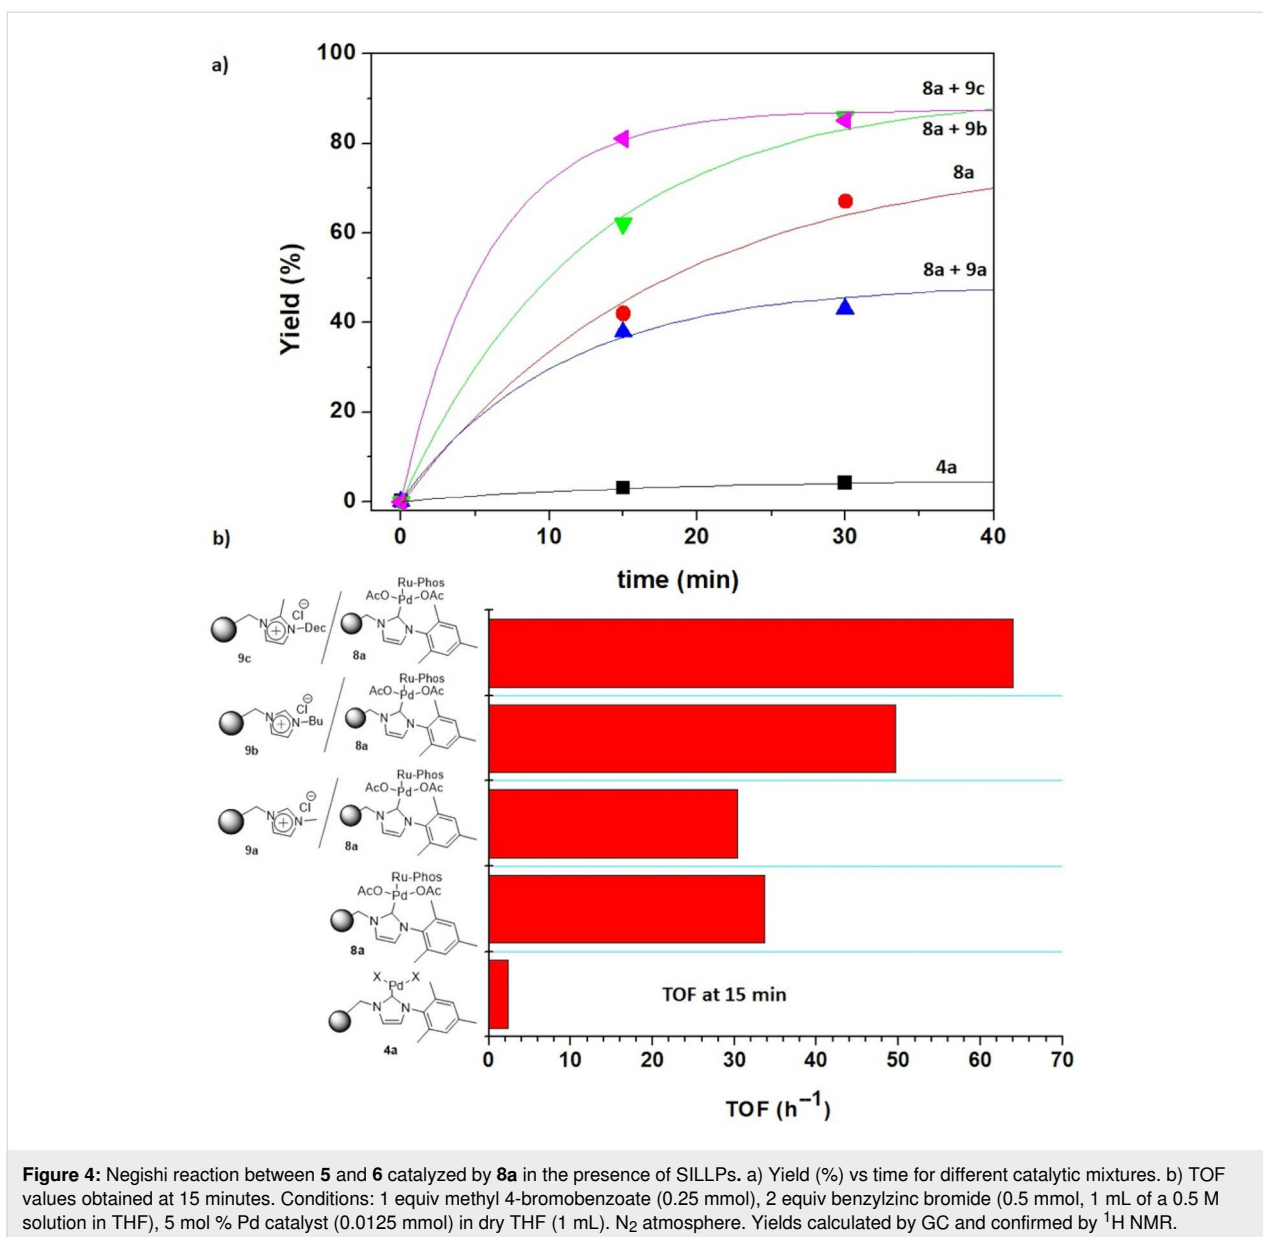 a)
100
80
60
40
20
0
Yield (%)
8a + 9c
8a + 9b
8a
8a + 9a
4a
0 10 20 30 40
time (min)
b)
Ru-Phos
AcO Pd OAc
Cl⊖
N + N-Dec
N N
9c
8a
Ru-Phos
AcO Pd OAc
Cl⊖
N + N-Bu
N N
9b
8a
Ru-Phos
AcO Pd OAc
Cl⊖
N + N
N N
9a
8a
Ru-Phos
AcO Pd OAc
N N
8a
X Pd X
N N
4a
TOF at 15 min
0 10 20 30 40 50 60 70
TOF (h⁻¹)
Figure 4: Negishi reaction between 5 and 6 catalyzed by 8a in the presence of SILLPs. a) Yield (%) vs time for different catalytic mixtures. b) TOF
values obtained at 15 minutes. Conditions: 1 equiv methyl 4-bromobenzoate (0.25 mmol), 2 equiv benzylzinc bromide (0.5 mmol, 1 mL of a 0.5 M
solution in THF), 5 mol % Pd catalyst (0.0125 mmol) in dry THF (1 mL). N₂ atmosphere. Yields calculated by GC and confirmed by ¹H NMR.